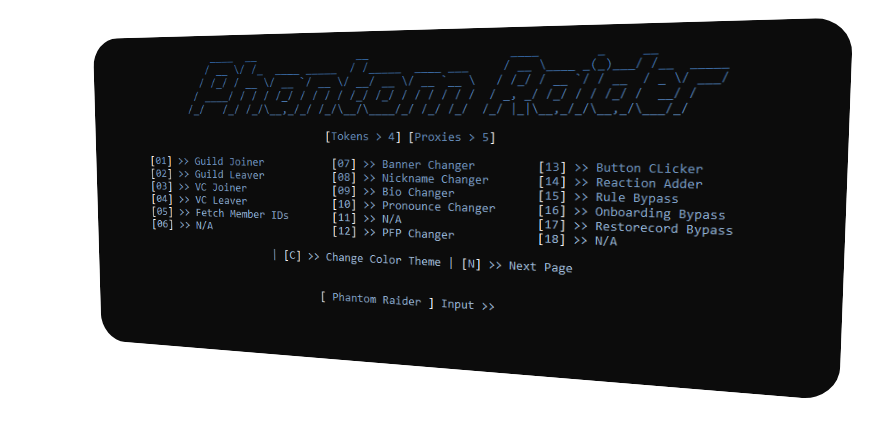 Phantom Raider
[Tokens > 4] [Proxies > 5]
[01] >> Guild Joiner [07] >> Banner Changer [13] >> Button CLicker
[02] >> Guild Leaver [08] >> Nickname Changer [14] >> Reaction Adder
[03] >> VC Joiner [09] >> Bio Changer [15] >> Rule Bypass
[04] >> VC Leaver [10] >> Pronounce Changer [16] >> Onboarding Bypass
[05] >> Fetch Member IDs [11] >> N/A [17] >> Restorecord Bypass
[06] >> N/A [12] >> PFP Changer [18] >> N/A
| [C] >> Change Color Theme | [N] >> Next Page
[ Phantom Raider ] Input >>